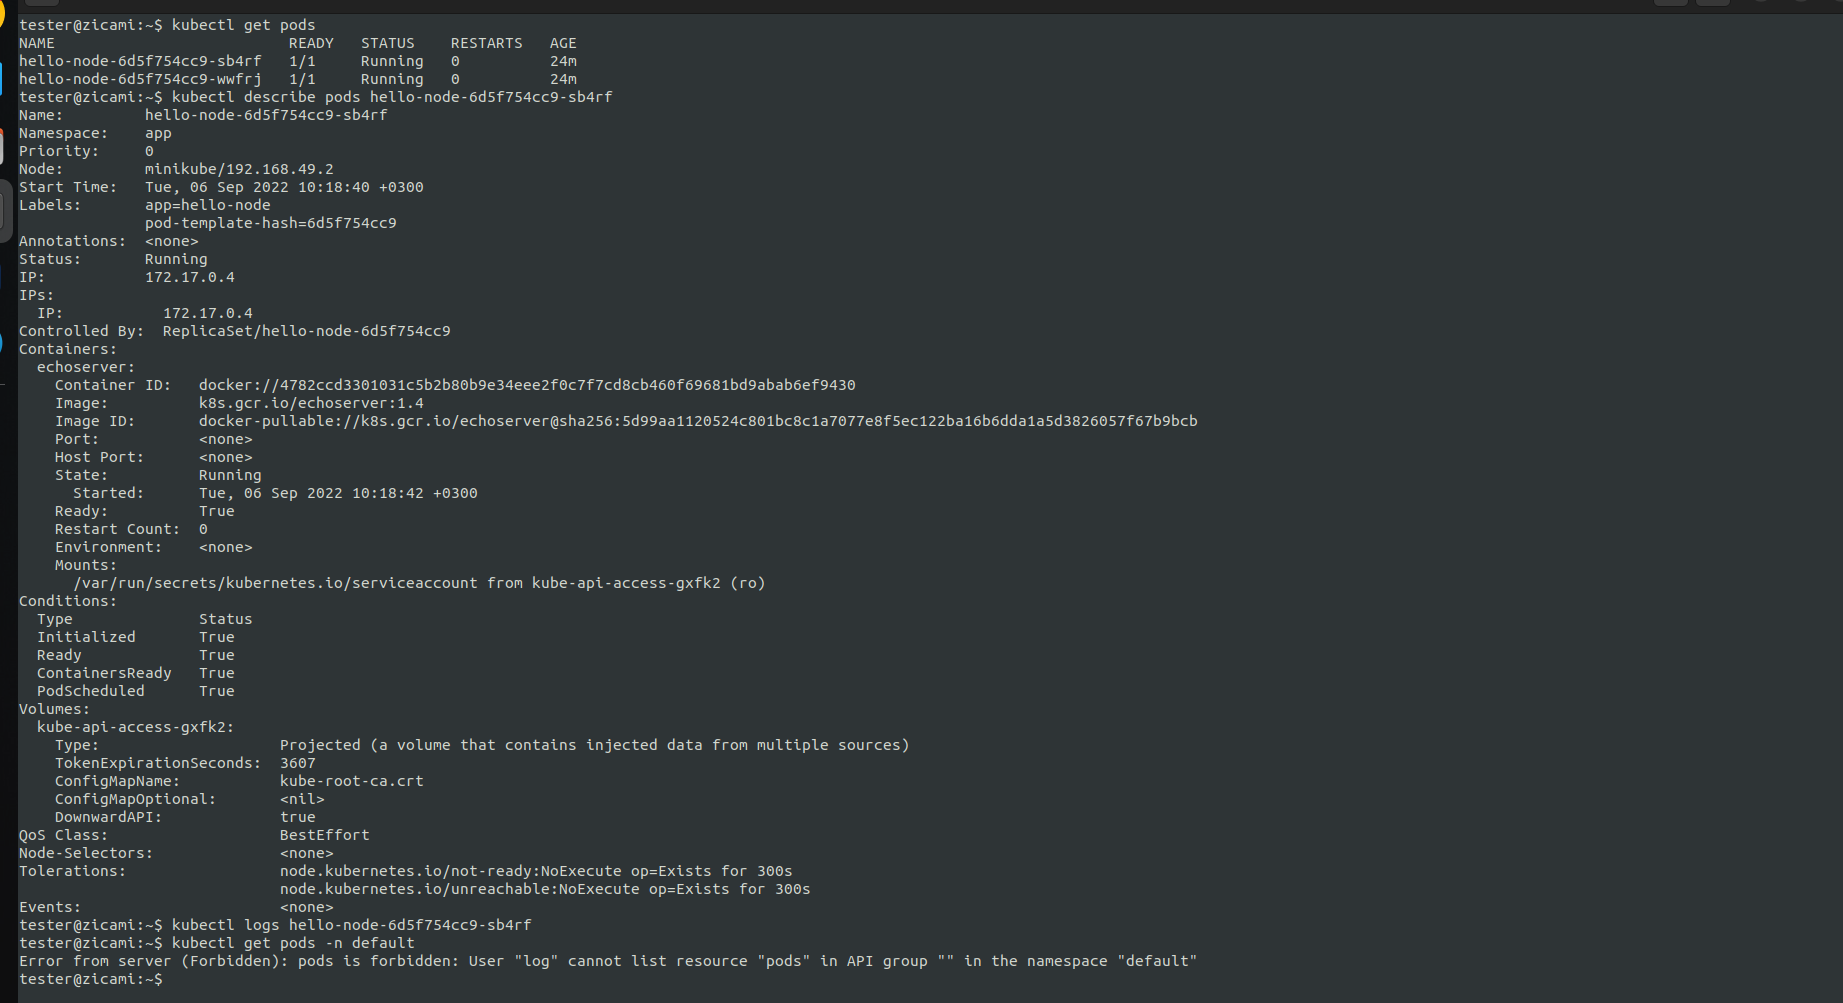 tester@zicami:~$ kubectl get pods
NAME                          READY   STATUS    RESTARTS   AGE
hello-node-6d5f754cc9-sb4rf   1/1     Running   0          24m
hello-node-6d5f754cc9-wwfrj   1/1     Running   0          24m
tester@zicami:~$ kubectl describe pods hello-node-6d5f754cc9-sb4rf
Name:         hello-node-6d5f754cc9-sb4rf
Namespace:    app
Priority:     0
Node:         minikube/192.168.49.2
Start Time:   Tue, 06 Sep 2022 10:18:40 +0300
Labels:       app=hello-node
              pod-template-hash=6d5f754cc9
Annotations:  <none>
Status:       Running
IP:           172.17.0.4
IPs:
  IP:           172.17.0.4
Controlled By:  ReplicaSet/hello-node-6d5f754cc9
Containers:
  echoserver:
    Container ID:   docker://4782ccd3301031c5b2b80b9e34eee2f0c7f7cd8cb460f69681bd9abab6ef9430
    Image:          k8s.gcr.io/echoserver:1.4
    Image ID:       docker-pullable://k8s.gcr.io/echoserver@sha256:5d99aa1120524c801bc8c1a7077e8f5ec122ba16b6dda1a5d3826057f67b9bcb
    Port:           <none>
    Host Port:      <none>
    State:          Running
      Started:      Tue, 06 Sep 2022 10:18:42 +0300
    Ready:          True
    Restart Count:  0
    Environment:    <none>
    Mounts:
      /var/run/secrets/kubernetes.io/serviceaccount from kube-api-access-gxfk2 (ro)
Conditions:
  Type              Status
  Initialized       True
  Ready             True
  ContainersReady   True
  PodScheduled      True
Volumes:
  kube-api-access-gxfk2:
    Type:                    Projected (a volume that contains injected data from multiple sources)
    TokenExpirationSeconds:  3607
    ConfigMapName:           kube-root-ca.crt
    ConfigMapOptional:       <nil>
    DownwardAPI:             true
QoS Class:                   BestEffort
Node-Selectors:              <none>
Tolerations:                 node.kubernetes.io/not-ready:NoExecute op=Exists for 300s
                             node.kubernetes.io/unreachable:NoExecute op=Exists for 300s
Events:                      <none>
tester@zicami:~$ kubectl logs hello-node-6d5f754cc9-sb4rf
tester@zicami:~$ kubectl get pods -n default
Error from server (Forbidden): pods is forbidden: User "log" cannot list resource "pods" in API group "" in the namespace "default"
tester@zicami:~$